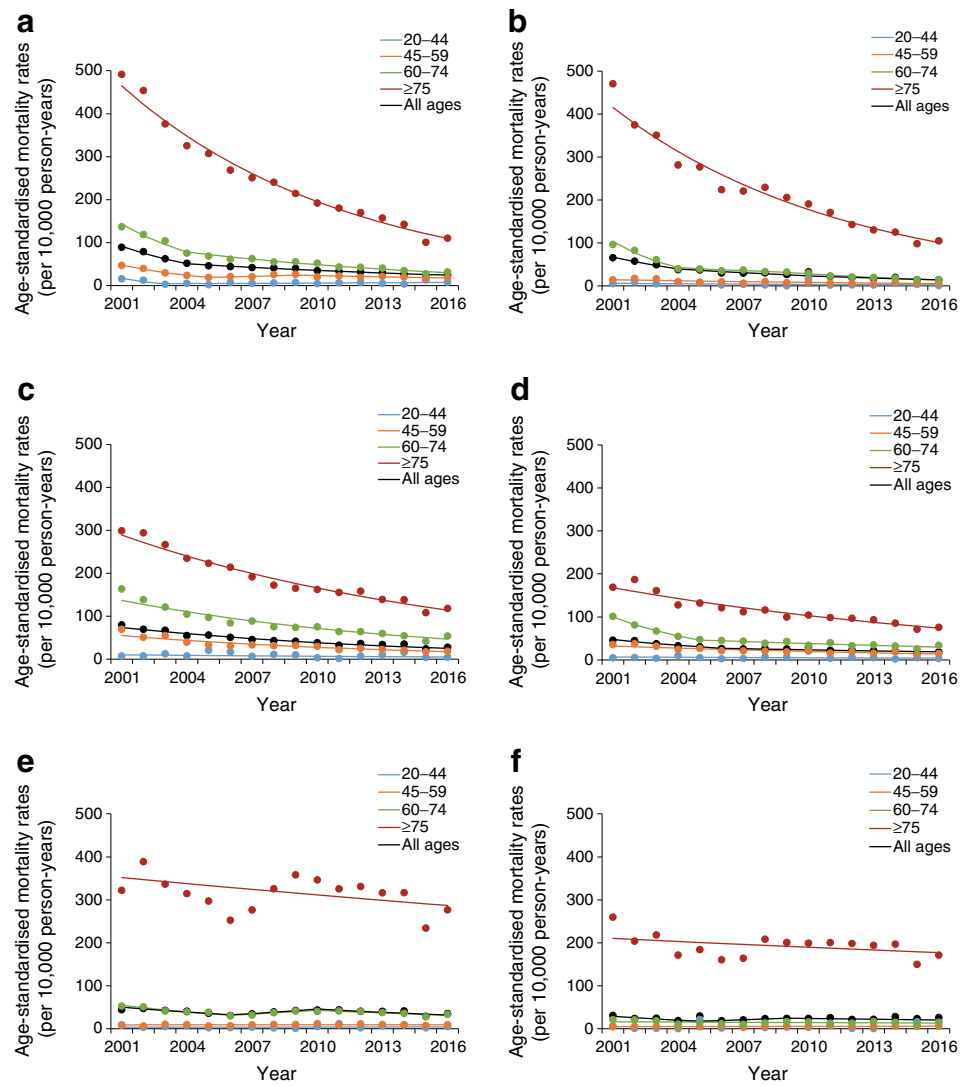 a
Age-standardised mortality rates
(per 10,000 person-years)
20–44
45–59
60–74
≥75
All ages
500
400
300
200
100
0
2001 2004 2007 2010 2013 2016
Year
b
Age-standardised mortality rates
(per 10,000 person-years)
20–44
45–59
60–74
≥75
All ages
500
400
300
200
100
0
2001 2004 2007 2010 2013 2016
Year
c
Age-standardised mortality rates
(per 10,000 person-years)
20–44
45–59
60–74
≥75
All ages
500
400
300
200
100
0
2001 2004 2007 2010 2013 2016
Year
d
Age-standardised mortality rates
(per 10,000 person-years)
20–44
45–59
60–74
≥75
All ages
500
400
300
200
100
0
2001 2004 2007 2010 2013 2016
Year
e
Age-standardised mortality rates
(per 10,000 person-years)
20–44
45–59
60–74
≥75
All ages
500
400
300
200
100
0
2001 2004 2007 2010 2013 2016
Year
f
Age-standardised mortality rates
(per 10,000 person-years)
20–44
45–59
60–74
≥75
All ages
500
400
300
200
100
0
2001 2004 2007 2010 2013 2016
Year